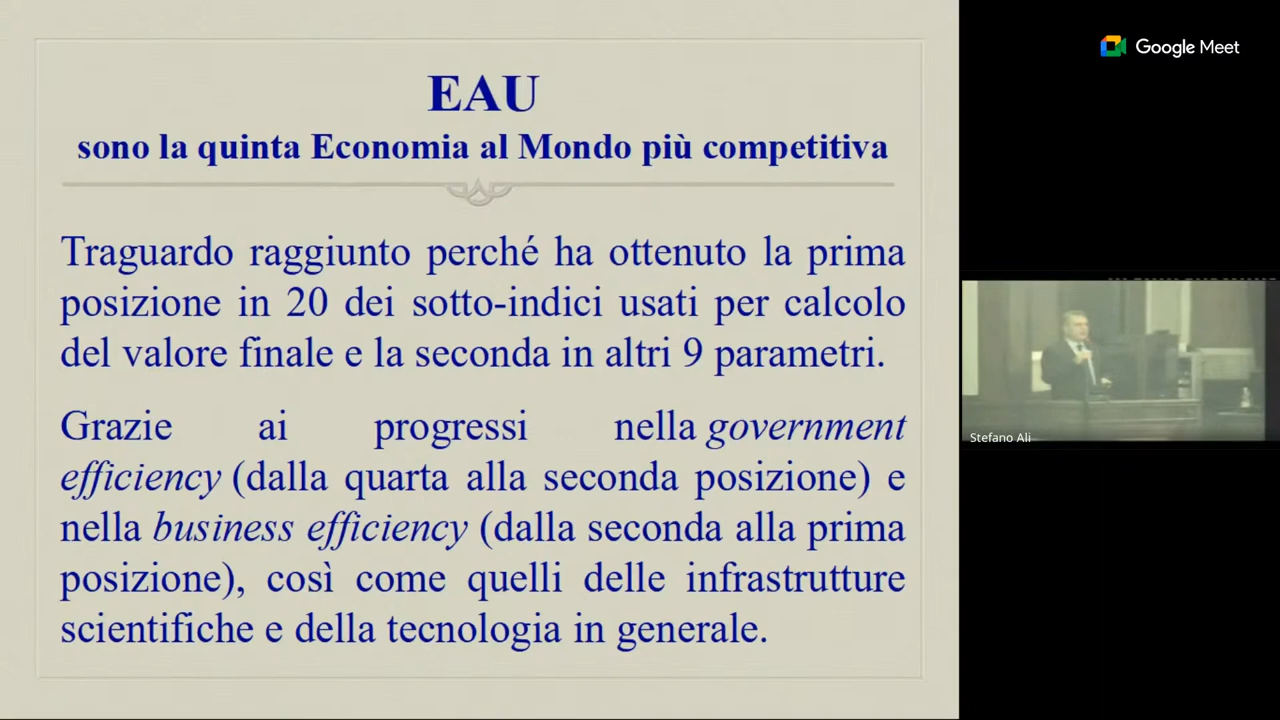 EAU
sono la quinta Economia al Mondo più competitiva
Traguardo raggiunto perché ha ottenuto la prima
posizione in 20 dei sotto-indici usati per calcolo
del valore finale e la seconda in altri 9 parametri.
Grazie ai progressi nella government
efficiency (dalla quarta alla seconda posizione) e
nella business efficiency (dalla seconda alla prima
posizione), così come quelli delle infrastrutture
scientifiche e della tecnologia in generale.
Google Meet
Stefano Ali